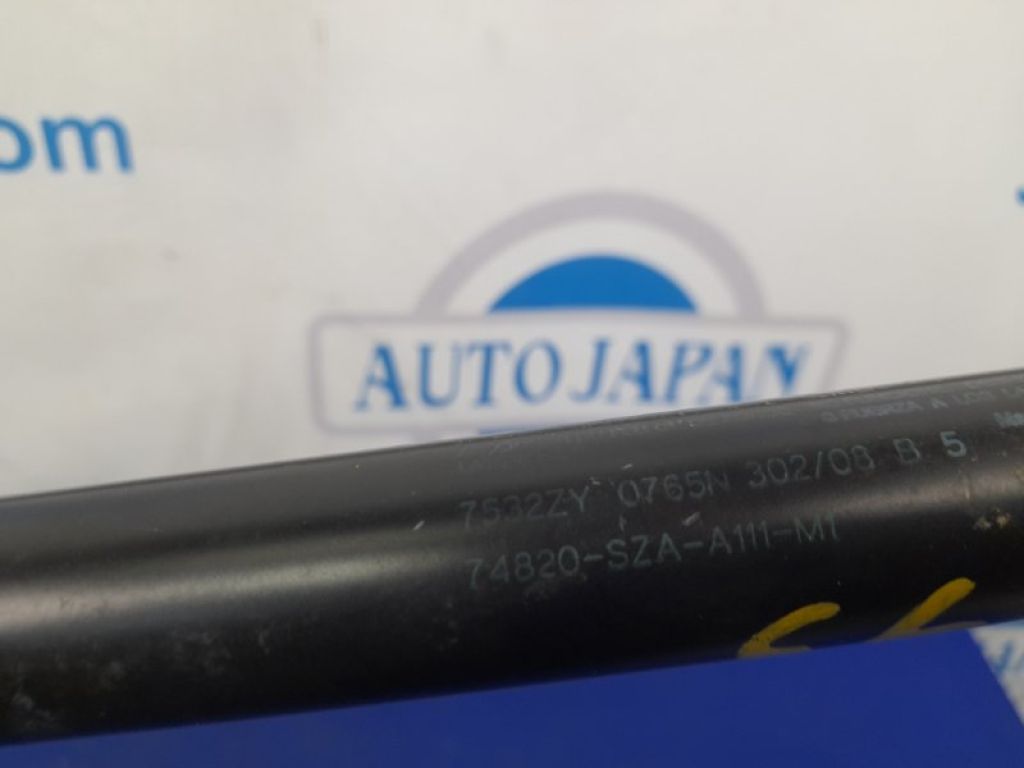 om
AUTO JAPAN
7532ZY 0765N 302/08 B 5
74820-SZA-A111-M1